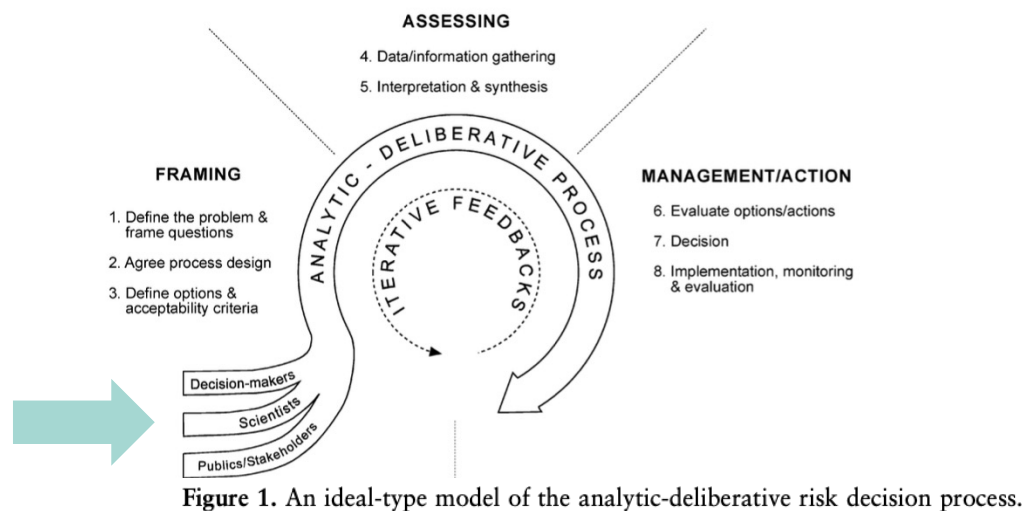 ASSESSING
4. Data/information gathering
5. Interpretation & synthesis
FRAMING
1. Define the problem &
frame questions
2. Agree process design
3. Define options &
acceptability criteria
ANALYTIC - DELIBERATIVE PROCESS
ITERATIVE FEEDBACKS
MANAGEMENT/ACTION
6. Evaluate options/actions
7. Decision
8. Implementation, monitoring
& evaluation
Decision-makers
Scientists
Publics/Stakeholders
Figure 1. An ideal-type model of the analytic-deliberative risk decision process.